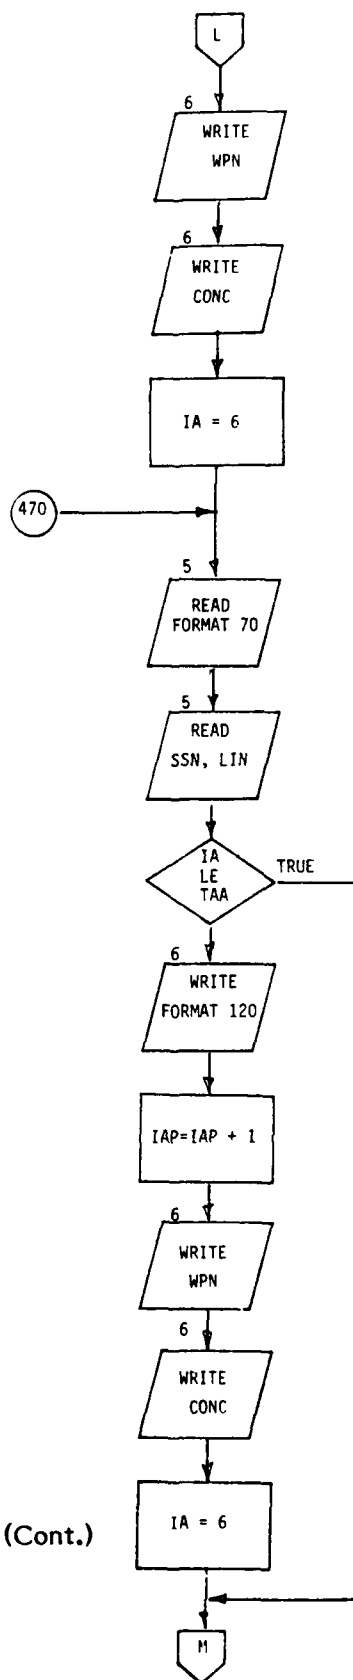 L
6
WRITE
WPN
6
WRITE
CONC
IA = 6
470
5
READ
FORMAT 70
5
READ
SSN, LIN
IA
LE
TAA
TRUE
6
WRITE
FORMAT 120
IAP=IAP + 1
6
WRITE
WPN
6
WRITE
CONC
(Cont.)
IA = 6
M